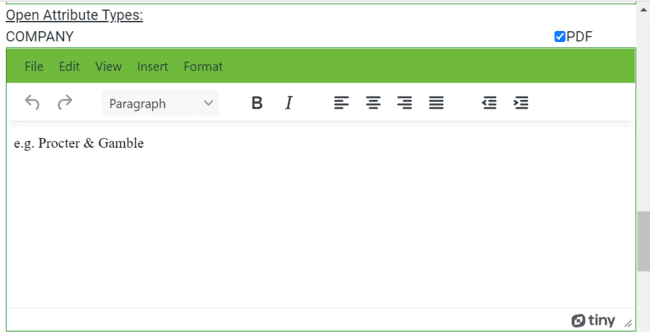 Open Attribute Types:
COMPANY PDF
File Edit View Insert Format
Paragraph B I
e.g. Procter & Gamble
tiny